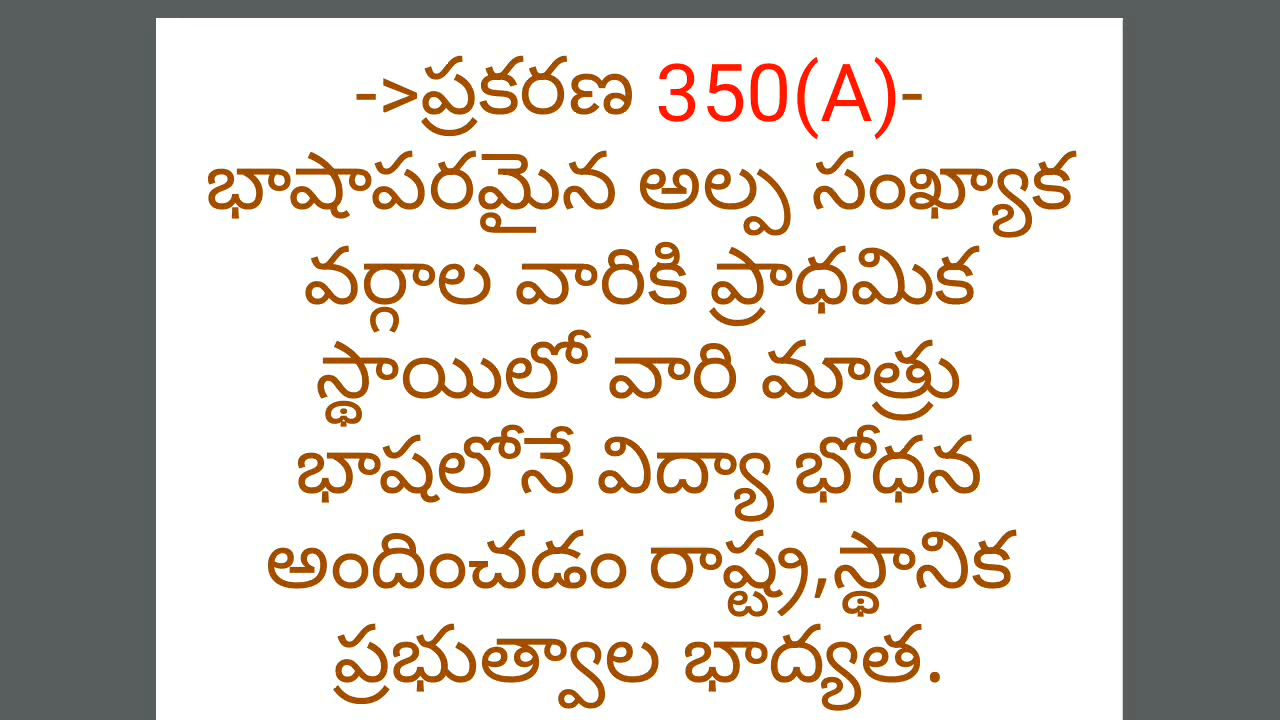 ->ప్రకరణ 350(A)-
భాషాపరమైన అల్ప సంఖ్యాక
వర్గాల వారికి ప్రాధమిక
స్థాయిలో వారి మాత్రు
భాషలోనే విద్యా భోధన
అందించడం రాష్ట్ర,స్థానిక
ప్రభుత్వాల భాద్యత.